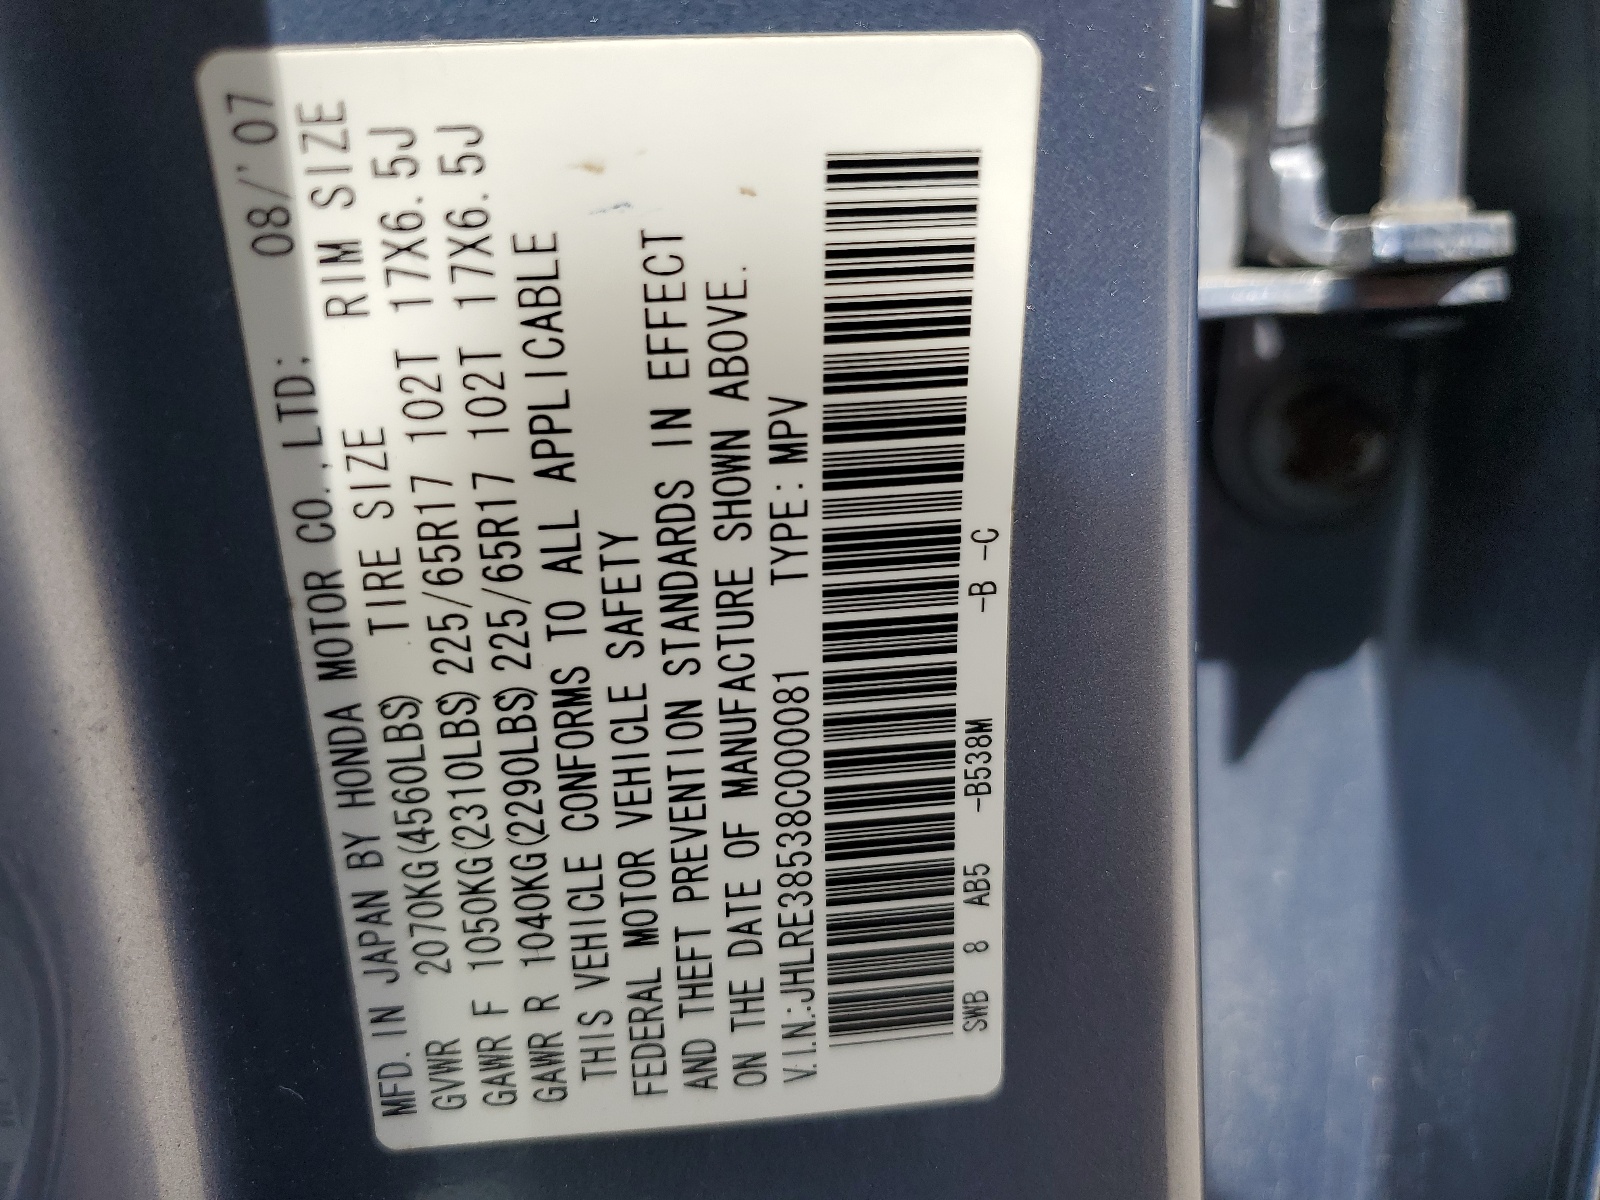 MFD. IN JAPAN BY HONDA MOTOR CO., LTD: 08/'07
GVWR 2070KG(4560LBS) TIRE SIZE RIM SIZE
GAWR F 1050KG(2310LBS) 225/65R17 102T 17X6.5J
GAWR R 1040KG(2290LBS) 225/65R17 102T 17X6.5J
THIS VEHICLE CONFORMS TO ALL APPLICABLE
FEDERAL MOTOR VEHICLE SAFETY
AND THEFT PREVENTION STANDARDS IN EFFECT
ON THE DATE OF MANUFACTURE SHOWN ABOVE.
V.I.N.:JHLRE38538C000081 TYPE:MPV
SWB 8 AB5 -B538M -B -C